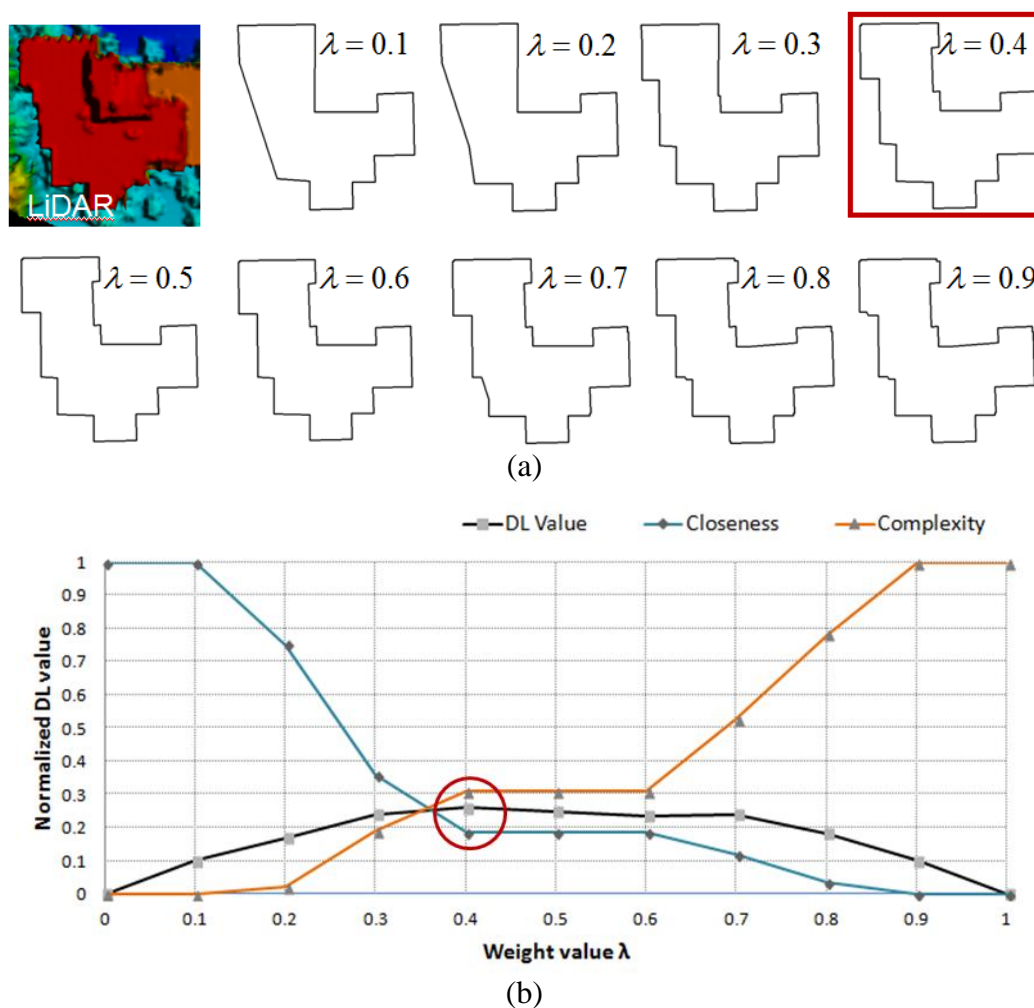 λ = 0.1
λ = 0.2
λ = 0.3
λ = 0.4
LiDAR
λ = 0.5
λ = 0.6
λ = 0.7
λ = 0.8
λ = 0.9
(a)
DL Value
Closeness
Complexity
Normalized DL value
1
0.9
0.8
0.7
0.6
0.5
0.4
0.3
0.2
0.1
0
0 0.1 0.2 0.3 0.4 0.5 0.6 0.7 0.8 0.9 1
Weight value λ
(b)